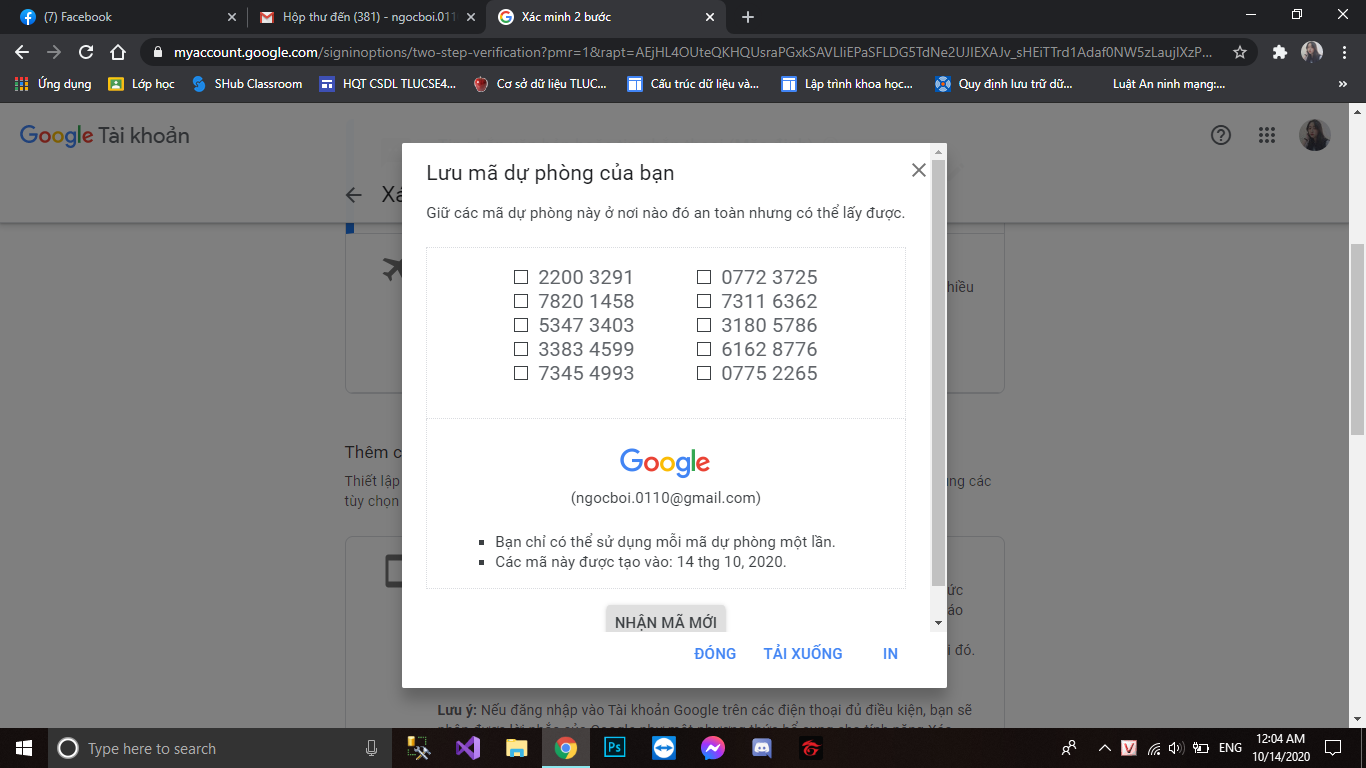 (7) Facebook
Hộp thư đến (381) - ngocboi.011
Xác minh 2 bước
myaccount.google.com/signinoptions/two-step-verification?pmr=1&rapt=AEjHL4OUteQKHQUsraPGxkSAVLIiEPaSFLDG5TdNe2UJIEXAJv_sHEiTTrd1Adaf0NW5zLaujIXzP...
Ứng dụng
Lớp học
SHub Classroom
HQT CSDL TLUCSE4...
Cơ sở dữ liệu TLUC...
Cấu trúc dữ liệu và...
Lập trình khoa học...
Quy định lưu trữ dữ...
Luật An ninh mạng:...
Google Tài khoản
Xá
Lưu mã dự phòng của bạn
Giữ các mã dự phòng này ở nơi nào đó an toàn nhưng có thể lấy được.
hiều
2200 3291 0772 3725
7820 1458 7311 6362
5347 3403 3180 5786
3383 4599 6162 8776
7345 4993 0775 2265
Google
(ngocboi.0110@gmail.com)
Thêm c
Thiết lập
ung các
tùy chọn
Bạn chỉ có thể sử dụng mỗi mã dự phòng một lần.
Các mã này được tạo vào: 14 thg 10, 2020.
ức
áo
NHẬN MÃ MỚI
i đó.
ĐÓNG TẢI XUỐNG IN
Lưu ý: Nếu đăng nhập vào Tài khoản Google trên các điện thoại đủ điều kiện, bạn sẽ
Type here to search
Ps
V
ENG
12:04 AM
10/14/2020